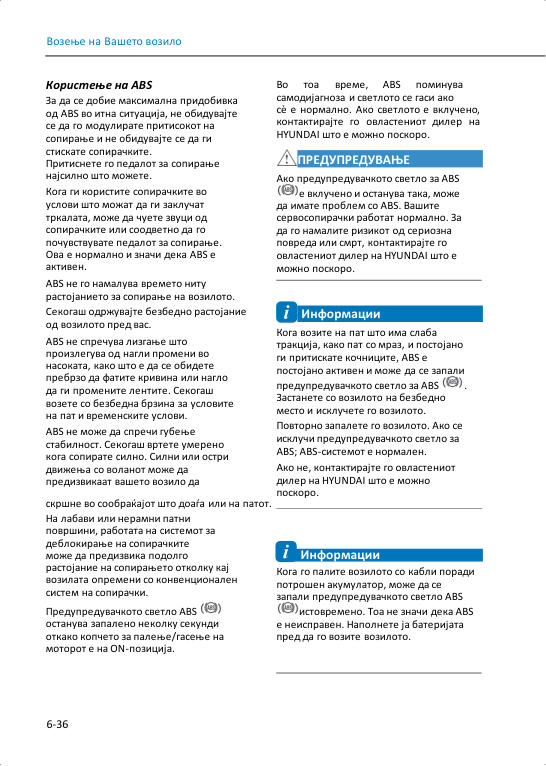 Возење на Вашето возило
Користење на ABS
За да се добие максимална придобивка
од ABS во итна ситуација, не обидувајте
се да го модулирате притисокот на
сопирање и не обидувајте се да ги
стискате сопирачките.
Притиснете го педалот за сопирање
најсилно што можете.
Кога ги користите сопирачките во
услови што можат да ги заклучат
тркалата, може да чуете звуци од
сопирачките или соодветно да го
почувствувате педалот за сопирање.
Ова е нормално и значи дека ABS е
активен.
ABS не го намалува времето ниту
растојанието за сопирање на возилото.
Секогаш одржувајте безбедно растојание
од возилото пред вас.
ABS не спречува лизгање што
произлегува од нагли промени во
насоката, како што е да се обидете
пребрзо да фатите кривина или нагло
да ги промените лентите. Секогаш
возете со безбедна брзина за условите
на пат и временските услови.
ABS не може да спречи губење
стабилност. Секогаш вртете умерено
кога сопирате силно. Силни или остри
движења со воланот може да
предизвикаат вашето возило да
скршне во сообраќајот што доаѓа или на патот.
На лабави или нерамни патни
површини, работата на системот за
деблокирање на сопирачките
може да предизвика подолго
растојание на сопирањето отколку кај
возилата опремени со конвенционален
систем на сопирачки.
Предупредувачкото светло ABS (ABS)
останува запалено неколку секунди
откако копчето за палење/гасење на
моторот е на ON-позиција.
Во тоа време, ABS поминува
самодијагноза и светлото се гаси ако
сè е нормално. Ако светлото е вклучено,
контактирајте го овластениот дилер на
HYUNDAI што е можно поскоро.
ПРЕДУПРЕДУВАЊЕ
Ако предупредувачкото светло за ABS
(ABS) е вклучено и останува така, може
да имате проблем со ABS. Вашите
сервосопирачки работат нормално. За
да го намалите ризикот од сериозна
повреда или смрт, контактирајте го
овластениот дилер на HYUNDAI што е
можно поскоро.
i Информации
Кога возите на пат што има слаба
тракција, како пат со мраз, и постојано
ги притискате кочниците, ABS е
постојано активен и може да се запали
предупредувачкото светло за ABS (ABS) .
Застанете со возилото на безбедно
место и исклучете го возилото.
Повторно запалете го возилото. Ако се
исклучи предупредувачкото светло за
ABS; ABS-системот е нормален.
Ако не, контактирајте го овластениот
дилер на HYUNDAI што е можно
поскоро.
i Информации
Кога го палите возилото со кабли поради
потрошен акумулатор, може да се
запали предупредувачкото светло ABS
(ABS) истовремено. Тоа не значи дека ABS
е неисправен. Наполнете ја батеријата
пред да го возите возилото.
6-36